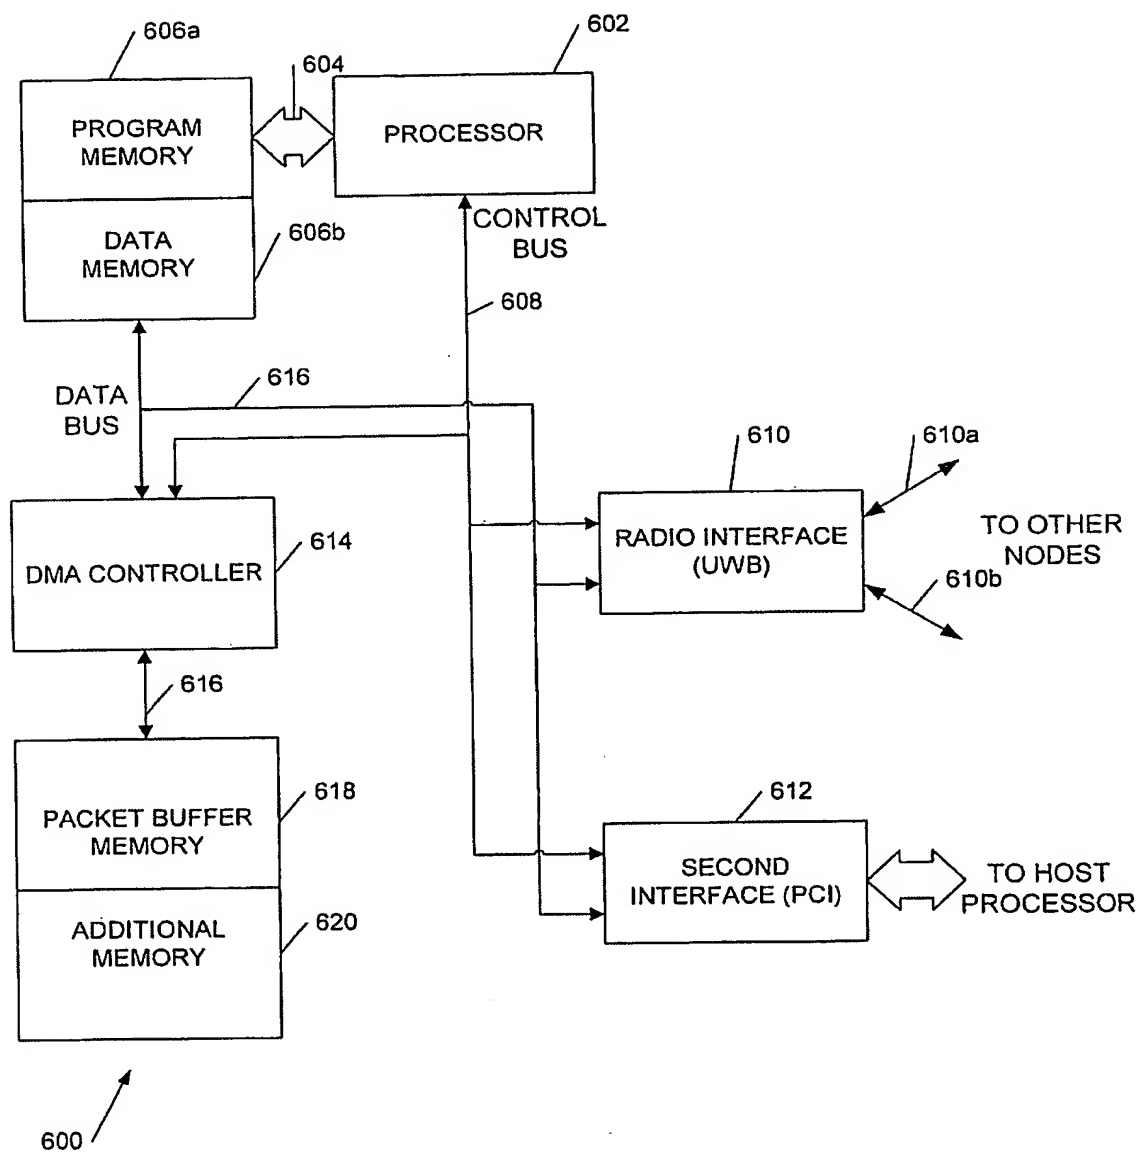 606a
602
604
PROGRAM
MEMORY
PROCESSOR
DATA
MEMORY
606b
CONTROL
BUS
608
616
DATA
BUS
610
610a
RADIO INTERFACE
(UWB)
TO OTHER
NODES
610b
614
DMA CONTROLLER
616
612
618
PACKET BUFFER
MEMORY
SECOND
INTERFACE (PCI)
TO HOST
PROCESSOR
ADDITIONAL
MEMORY
620
600